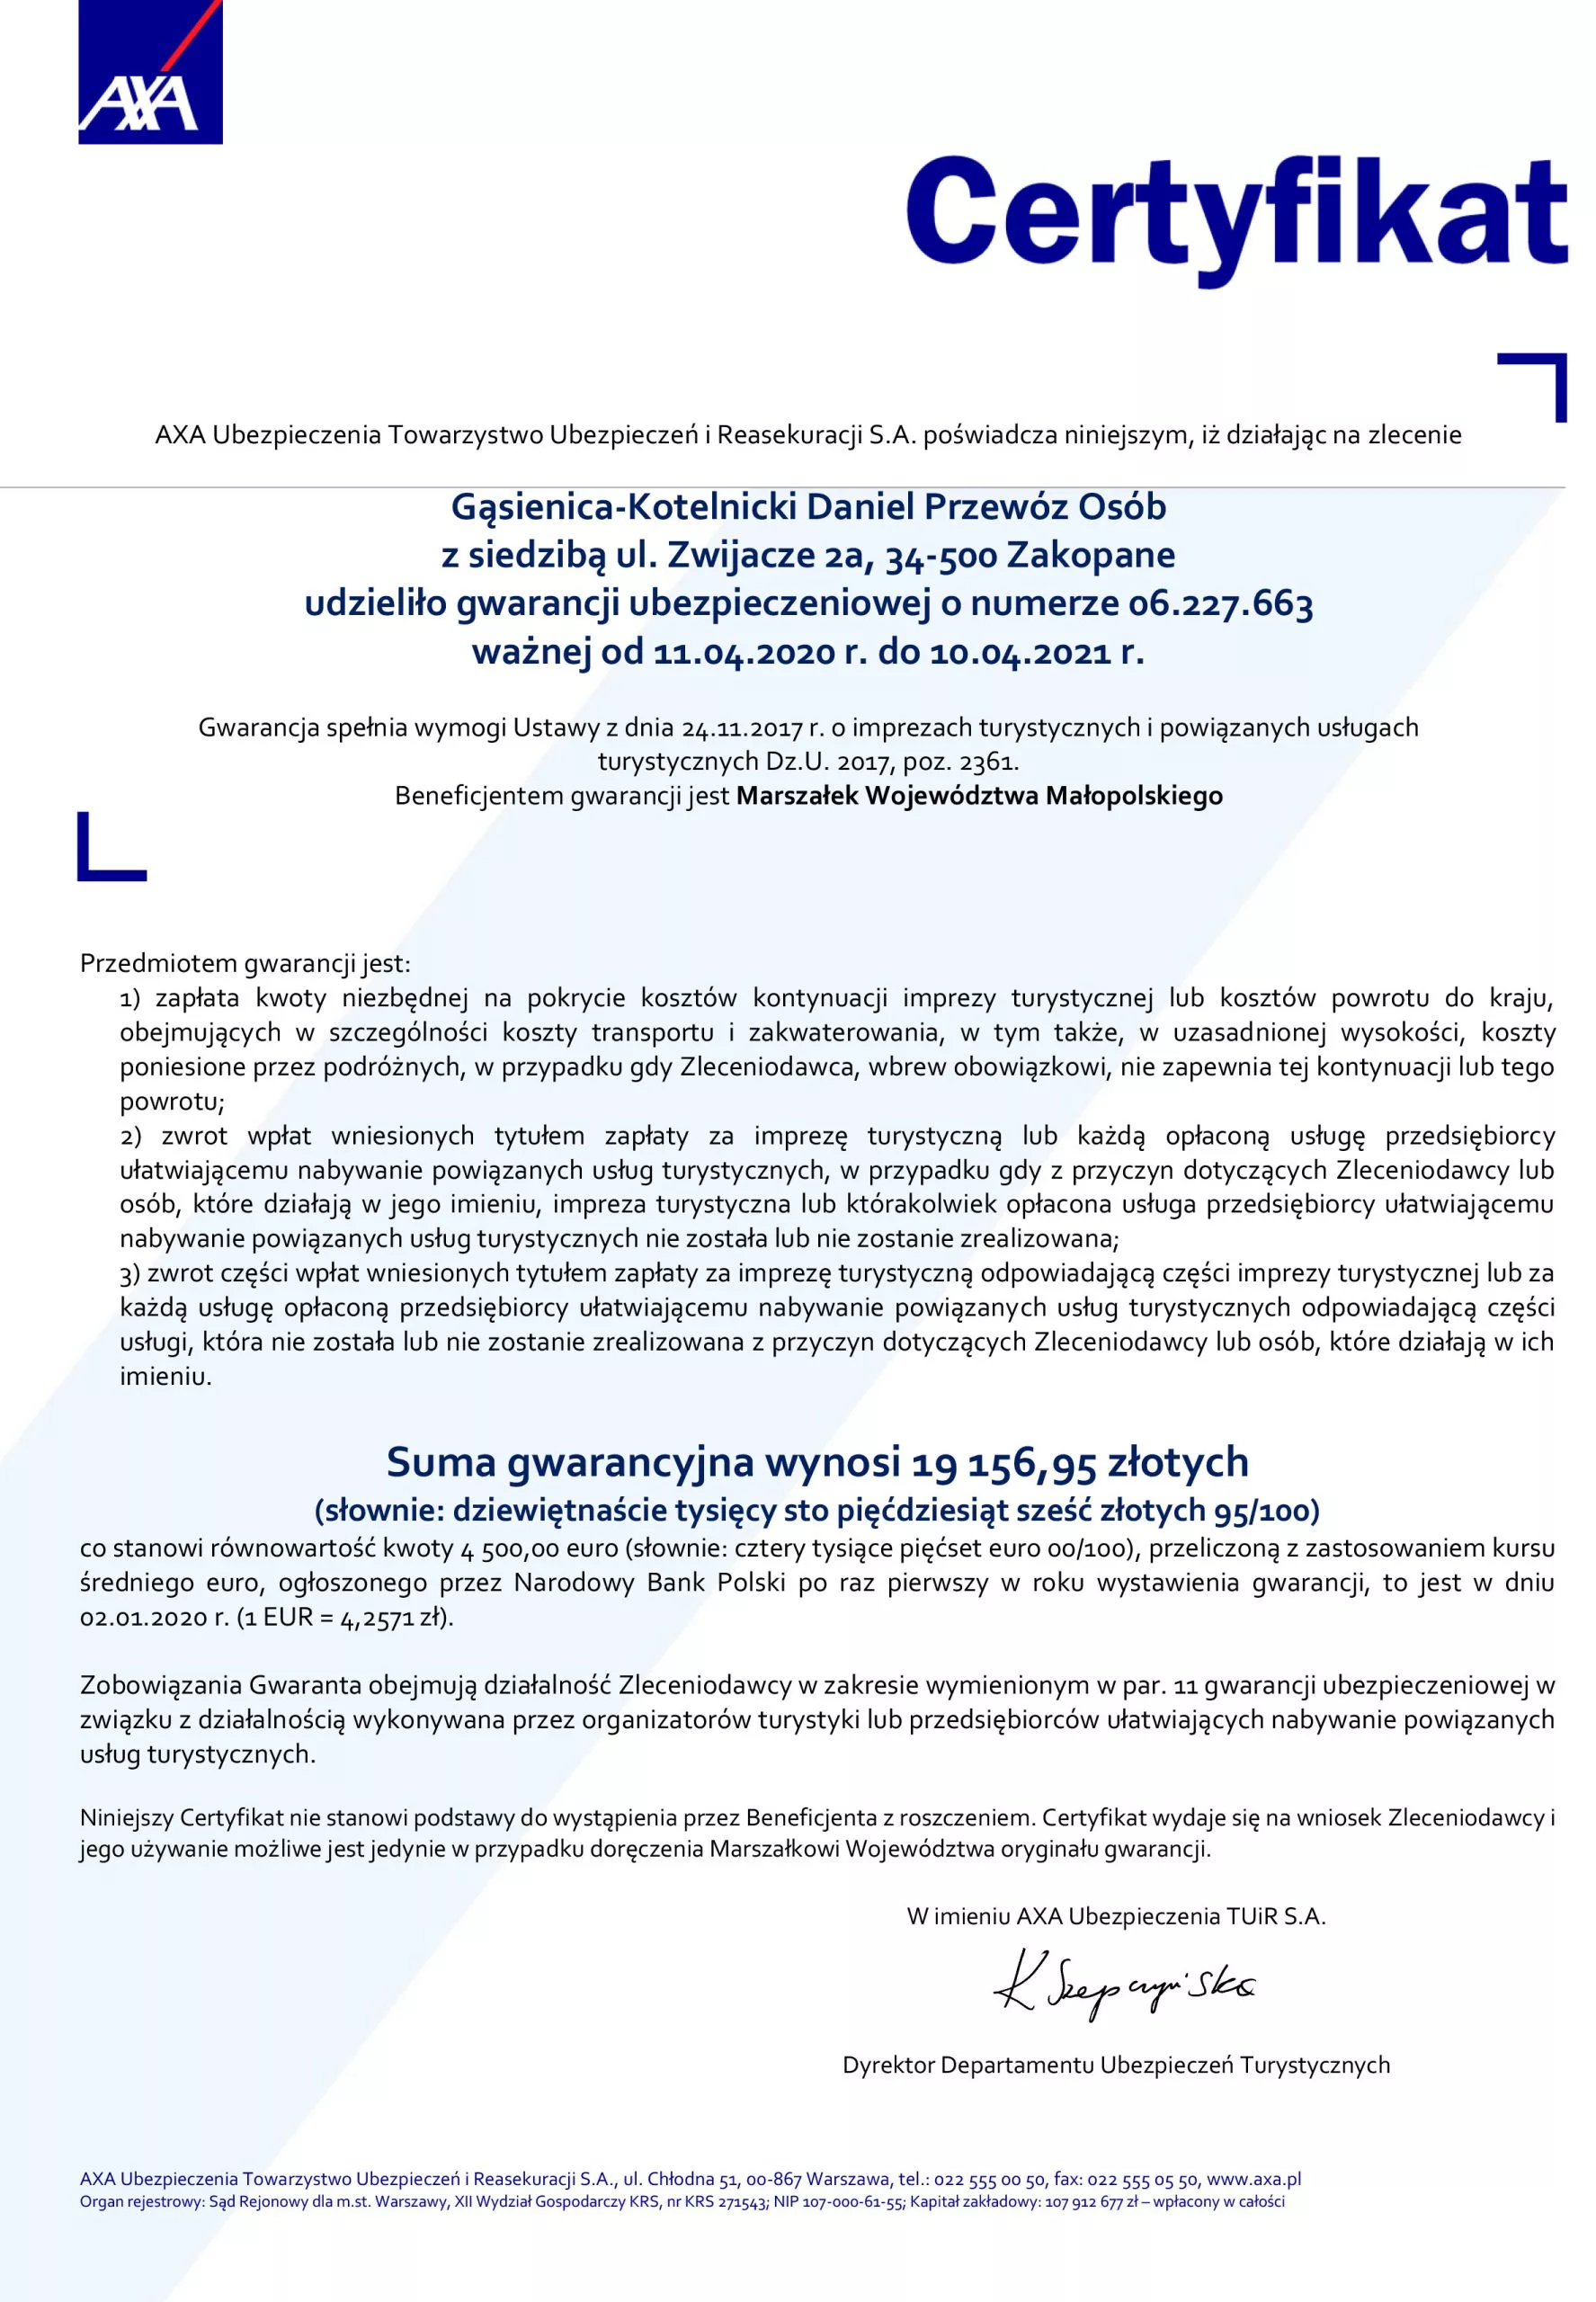 AXA
Certyfikat
AXA Ubezpieczenia Towarzystwo Ubezpieczeń i Reasekuracji S.A. poświadcza niniejszym, iż działając na zlecenie
Gąsienica-Kotelnicki Daniel Przewóz Osób
z siedzibą ul. Zwijacze 2a, 34-500 Zakopane
udzieliło gwarancji ubezpieczeniowej o numerze 06.227.663
ważnej od 11.04.2020 r. do 10.04.2021 r.
Gwarancja spełnia wymogi Ustawy z dnia 24.11.2017 r. o imprezach turystycznych i powiązanych usługach
turystycznych Dz.U. 2017, poz. 2361.
Beneficjentem gwarancji jest Marszałek Województwa Małopolskiego
Przedmiotem gwarancji jest:
1) zapłata kwoty niezbędnej na pokrycie kosztów kontynuacji imprezy turystycznej lub kosztów powrotu do kraju,
obejmujących w szczególności koszty transportu i zakwaterowania, w tym także, w uzasadnionej wysokości, koszty
poniesione przez podróżnych, w przypadku gdy Zleceniodawca, wbrew obowiązkowi, nie zapewnia tej kontynuacji lub tego
powrotu;
2) zwrot wpłat wniesionych tytułem zapłaty za imprezę turystyczną lub każdą opłaconą usługę przedsiębiorcy
ułatwiającemu nabywanie powiązanych usług turystycznych, w przypadku gdy z przyczyn dotyczących Zleceniodawcy lub
osób, które działają w jego imieniu, impreza turystyczna lub którakolwiek opłacona usługa przedsiębiorcy ułatwiającemu
nabywanie powiązanych usług turystycznych nie została lub nie zostanie zrealizowana;
3) zwrot części wpłat wniesionych tytułem zapłaty za imprezę turystyczną odpowiadającą części imprezy turystycznej lub za
każdą usługę opłaconą przedsiębiorcy ułatwiającemu nabywanie powiązanych usług turystycznych odpowiadającą części
usługi, która nie została lub nie zostanie zrealizowana z przyczyn dotyczących Zleceniodawcy lub osób, które działają w ich
imieniu.
Suma gwarancyjna wynosi 19 156,95 złotych
(słownie: dziewiętnaście tysięcy sto pięćdziesiąt sześć złotych 95/100)
co stanowi równowartość kwoty 4 500,00 euro (słownie: cztery tysiące pięćset euro 00/100), przeliczoną z zastosowaniem kursu
średniego euro, ogłoszonego przez Narodowy Bank Polski po raz pierwszy w roku wystawienia gwarancji, to jest w dniu
02.01.2020 r. (1 EUR = 4,2571 zł).
Zobowiązania Gwaranta obejmują działalność Zleceniodawcy w zakresie wymienionym w par. 11 gwarancji ubezpieczeniowej w
związku z działalnością wykonywana przez organizatorów turystyki lub przedsiębiorców ułatwiających nabywanie powiązanych
usług turystycznych.
Niniejszy Certyfikat nie stanowi podstawy do wystąpienia przez Beneficjenta z roszczeniem. Certyfikat wydaje się na wniosek Zleceniodawcy i
jego używanie możliwe jest jedynie w przypadku doręczenia Marszałkowi Województwa oryginału gwarancji.
W imieniu AXA Ubezpieczenia TUiR S.A.
Dyrektor Departamentu Ubezpieczeń Turystycznych
AXA Ubezpieczenia Towarzystwo Ubezpieczeń i Reasekuracji S.A., ul. Chłodna 51, 00-867 Warszawa, tel.: 022 555 00 50, fax: 022 555 05 50, www.axa.pl
Organ rejestrowy: Sąd Rejonowy dla m.st. Warszawy, XII Wydział Gospodarczy KRS, nr KRS 271543; NIP 107-000-61-55; Kapitał zakładowy: 107 912 677 zł – wpłacony w całości